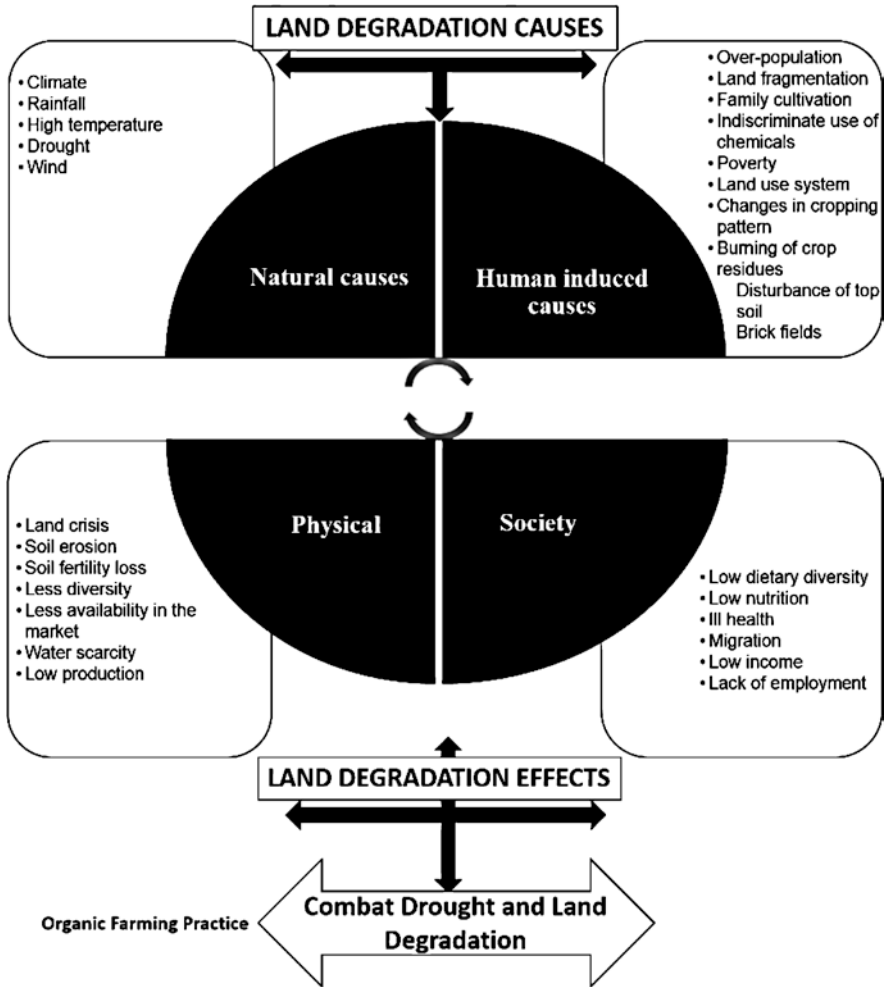 LAND DEGRADATION CAUSES
• Climate
• Rainfall
• High temperature
• Drought
• Wind
• Over-population
• Land fragmentation
• Family cultivation
• Indiscriminate use of
chemicals
• Poverty
• Land use system
• Changes in cropping
pattern
• Burning of crop
residues
Disturbance of top
soil
Brick fields
Natural causes
Human induced
causes
Physical
Society
• Land crisis
• Soil erosion
• Soil fertility loss
• Less diversity
• Less availability in the
market
• Water scarcity
• Low production
• Low dietary diversity
• Low nutrition
• Ill health
• Migration
• Low income
• Lack of employment
LAND DEGRADATION EFFECTS
Organic Farming Practice
Combat Drought and Land
Degradation